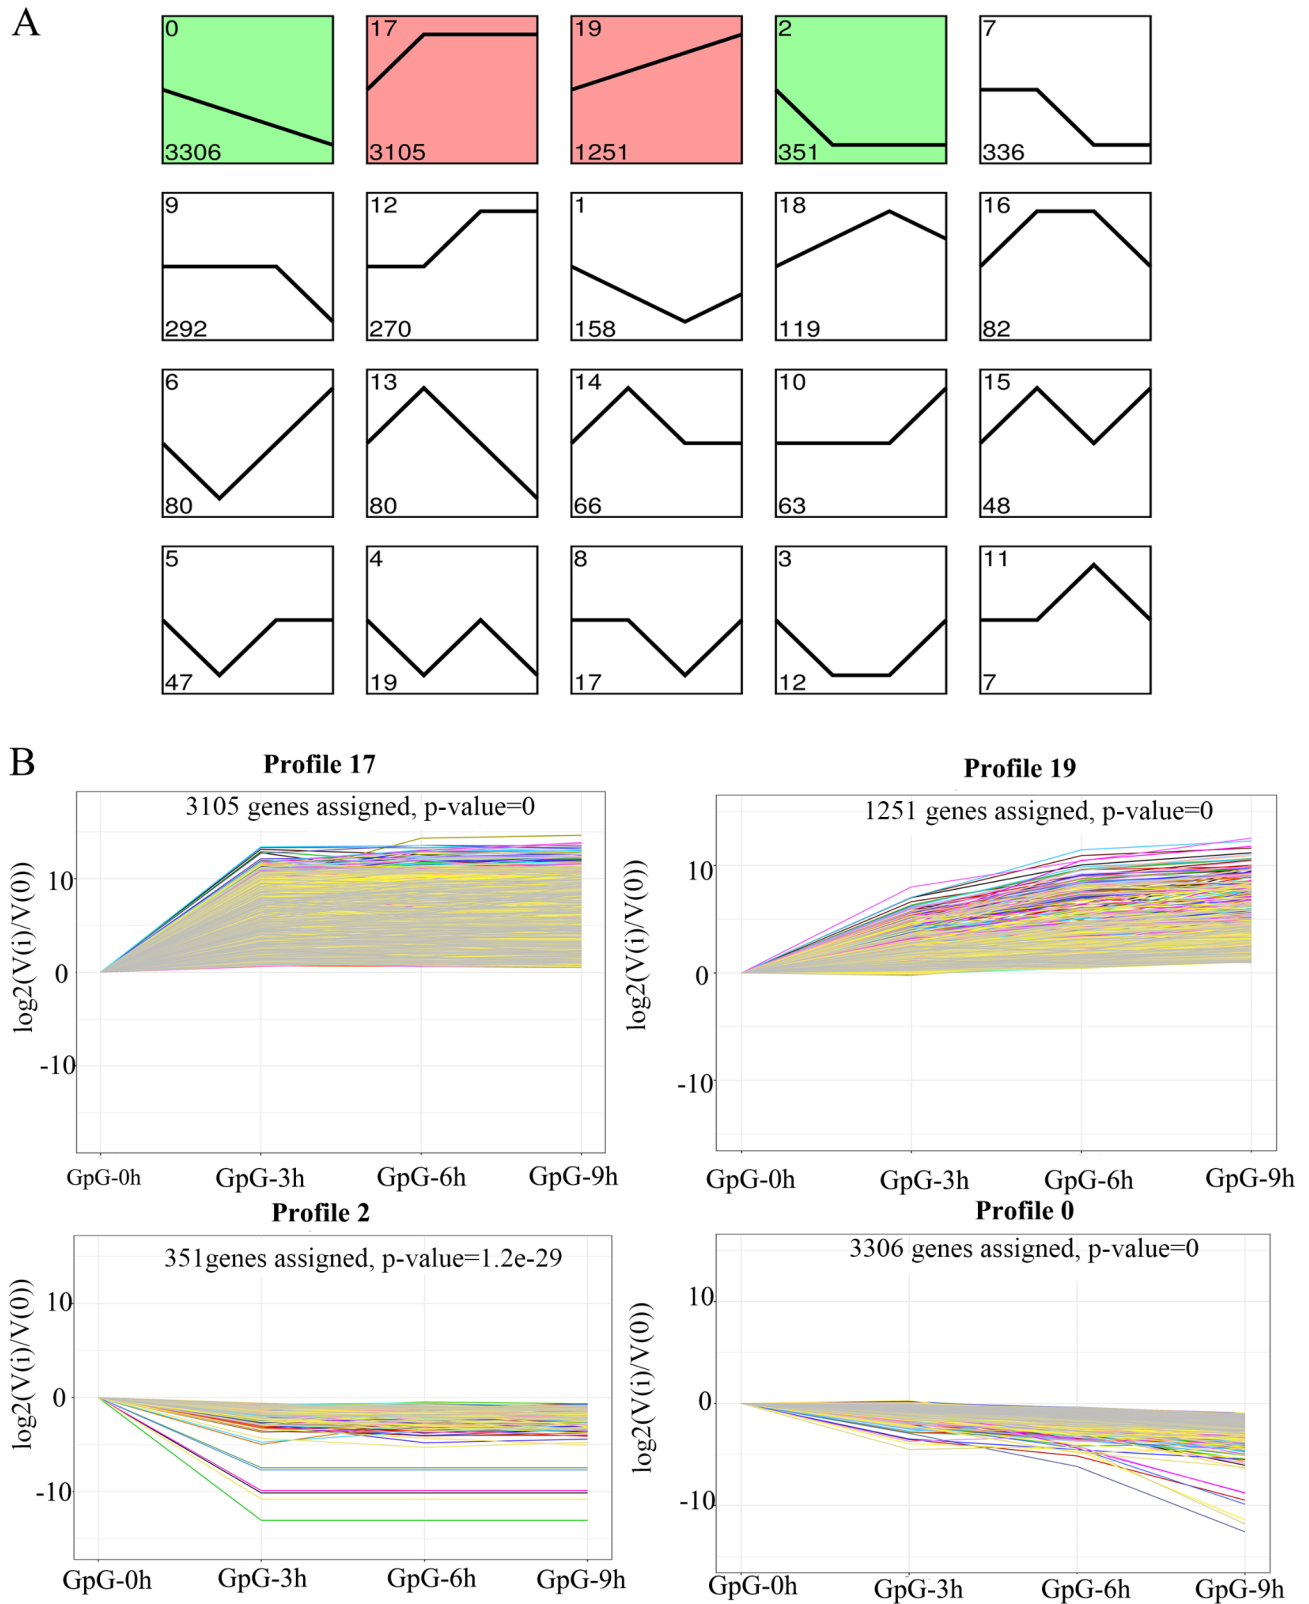 A
0 17 19 2 7
3306 3105 1251 351 336
9 12 1 18 16
292 270 158 119 82
6 13 14 10 15
80 80 66 63 48
5 4 8 3 11
47 19 17 12 7
B
Profile 17
3105 genes assigned, p-value=0
log2(V(i)/V(0))
10
0
-10
GpG-0h GpG-3h GpG-6h GpG-9h
Profile 19
1251 genes assigned, p-value=0
log2(V(i)/V(0))
10
0
-10
GpG-0h GpG-3h GpG-6h GpG-9h
Profile 2
351genes assigned, p-value=1.2e-29
log2(V(i)/V(0))
10
0
-10
GpG-0h GpG-3h GpG-6h GpG-9h
Profile 0
3306 genes assigned, p-value=0
log2(V(i)/V(0))
10
0
-10
GpG-0h GpG-3h GpG-6h GpG-9h